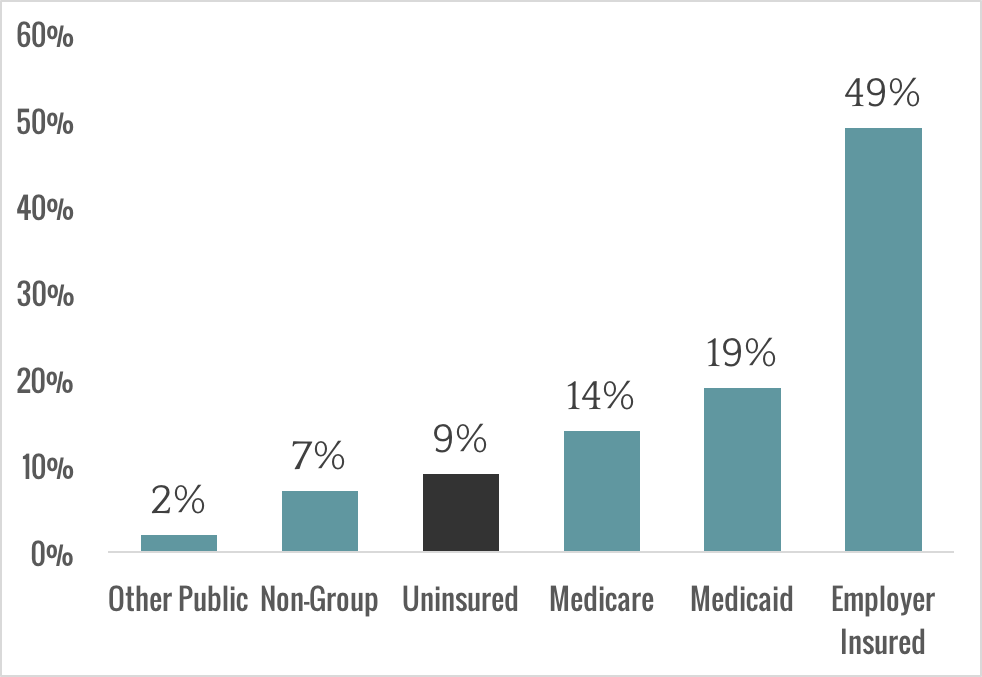 60%
50%
40%
30%
20%
10%
0%
2%
7%
9%
14%
19%
49%
Other Public
Non-Group
Uninsured
Medicare
Medicaid
Employer
Insured